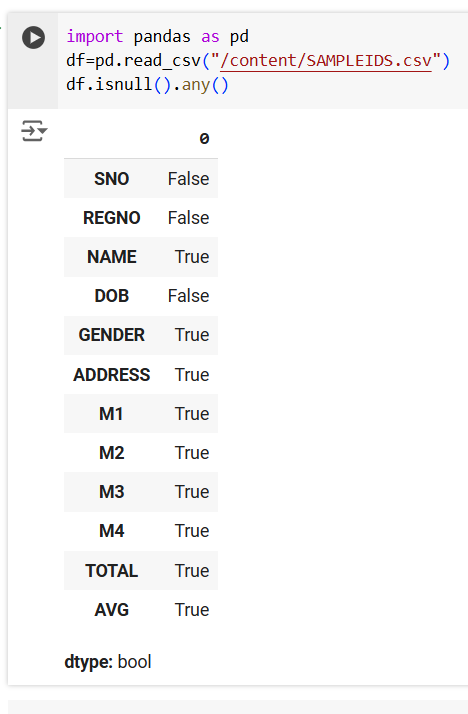 import pandas as pd
df=pd.read_csv("/content/SAMPLEIDS.csv")
df.isnull().any()
0
SNO False
REGNO False
NAME True
DOB False
GENDER True
ADDRESS True
M1 True
M2 True
M3 True
M4 True
TOTAL True
AVG True
dtype: bool